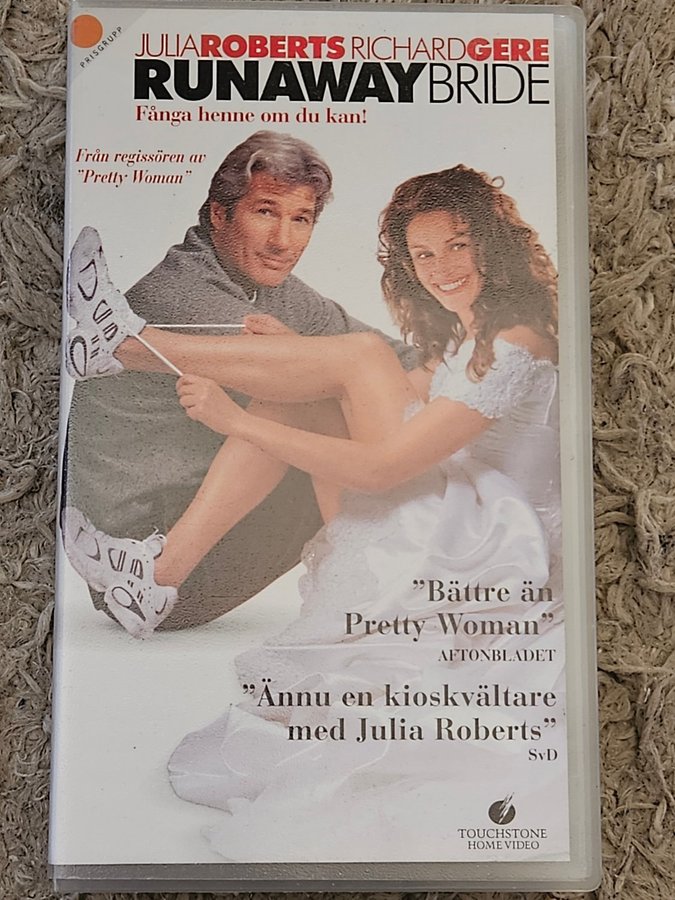 PRISGRUPP
JULIAROBERTS RICHARDGERE
RUNAWAYBRIDE
Fånga henne om du kan!
Från regissören av
"Pretty Woman"
"Bättre än
Pretty Woman"
AFTONBLADET
"Ännu en kioskvältare
med Julia Roberts"
SvD
TOUCHSTONE
HOME VIDEO